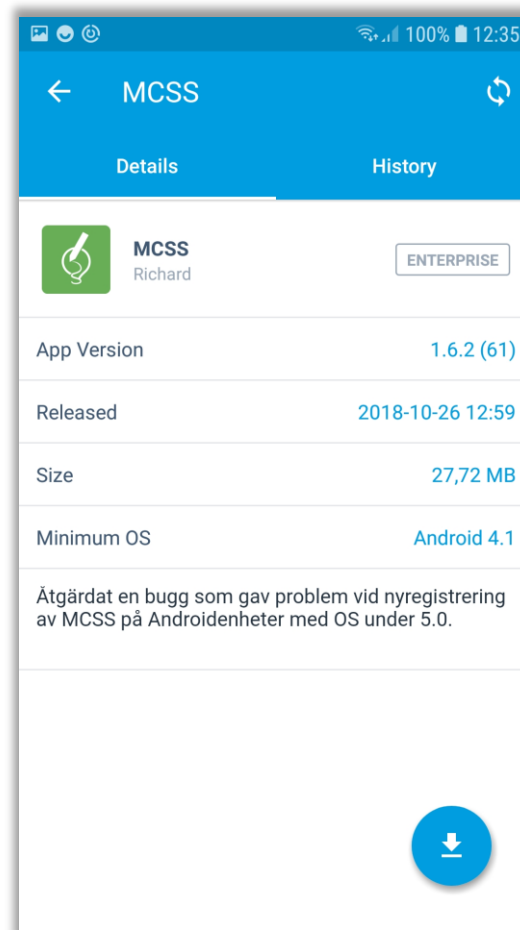 100% 12:35
MCSS
Details History
MCSS
Richard
ENTERPRISE
App Version 1.6.2 (61)
Released 2018-10-26 12:59
Size 27,72 MB
Minimum OS Android 4.1
Åtgärdat en bugg som gav problem vid nyregistrering
av MCSS på Androidenheter med OS under 5.0.